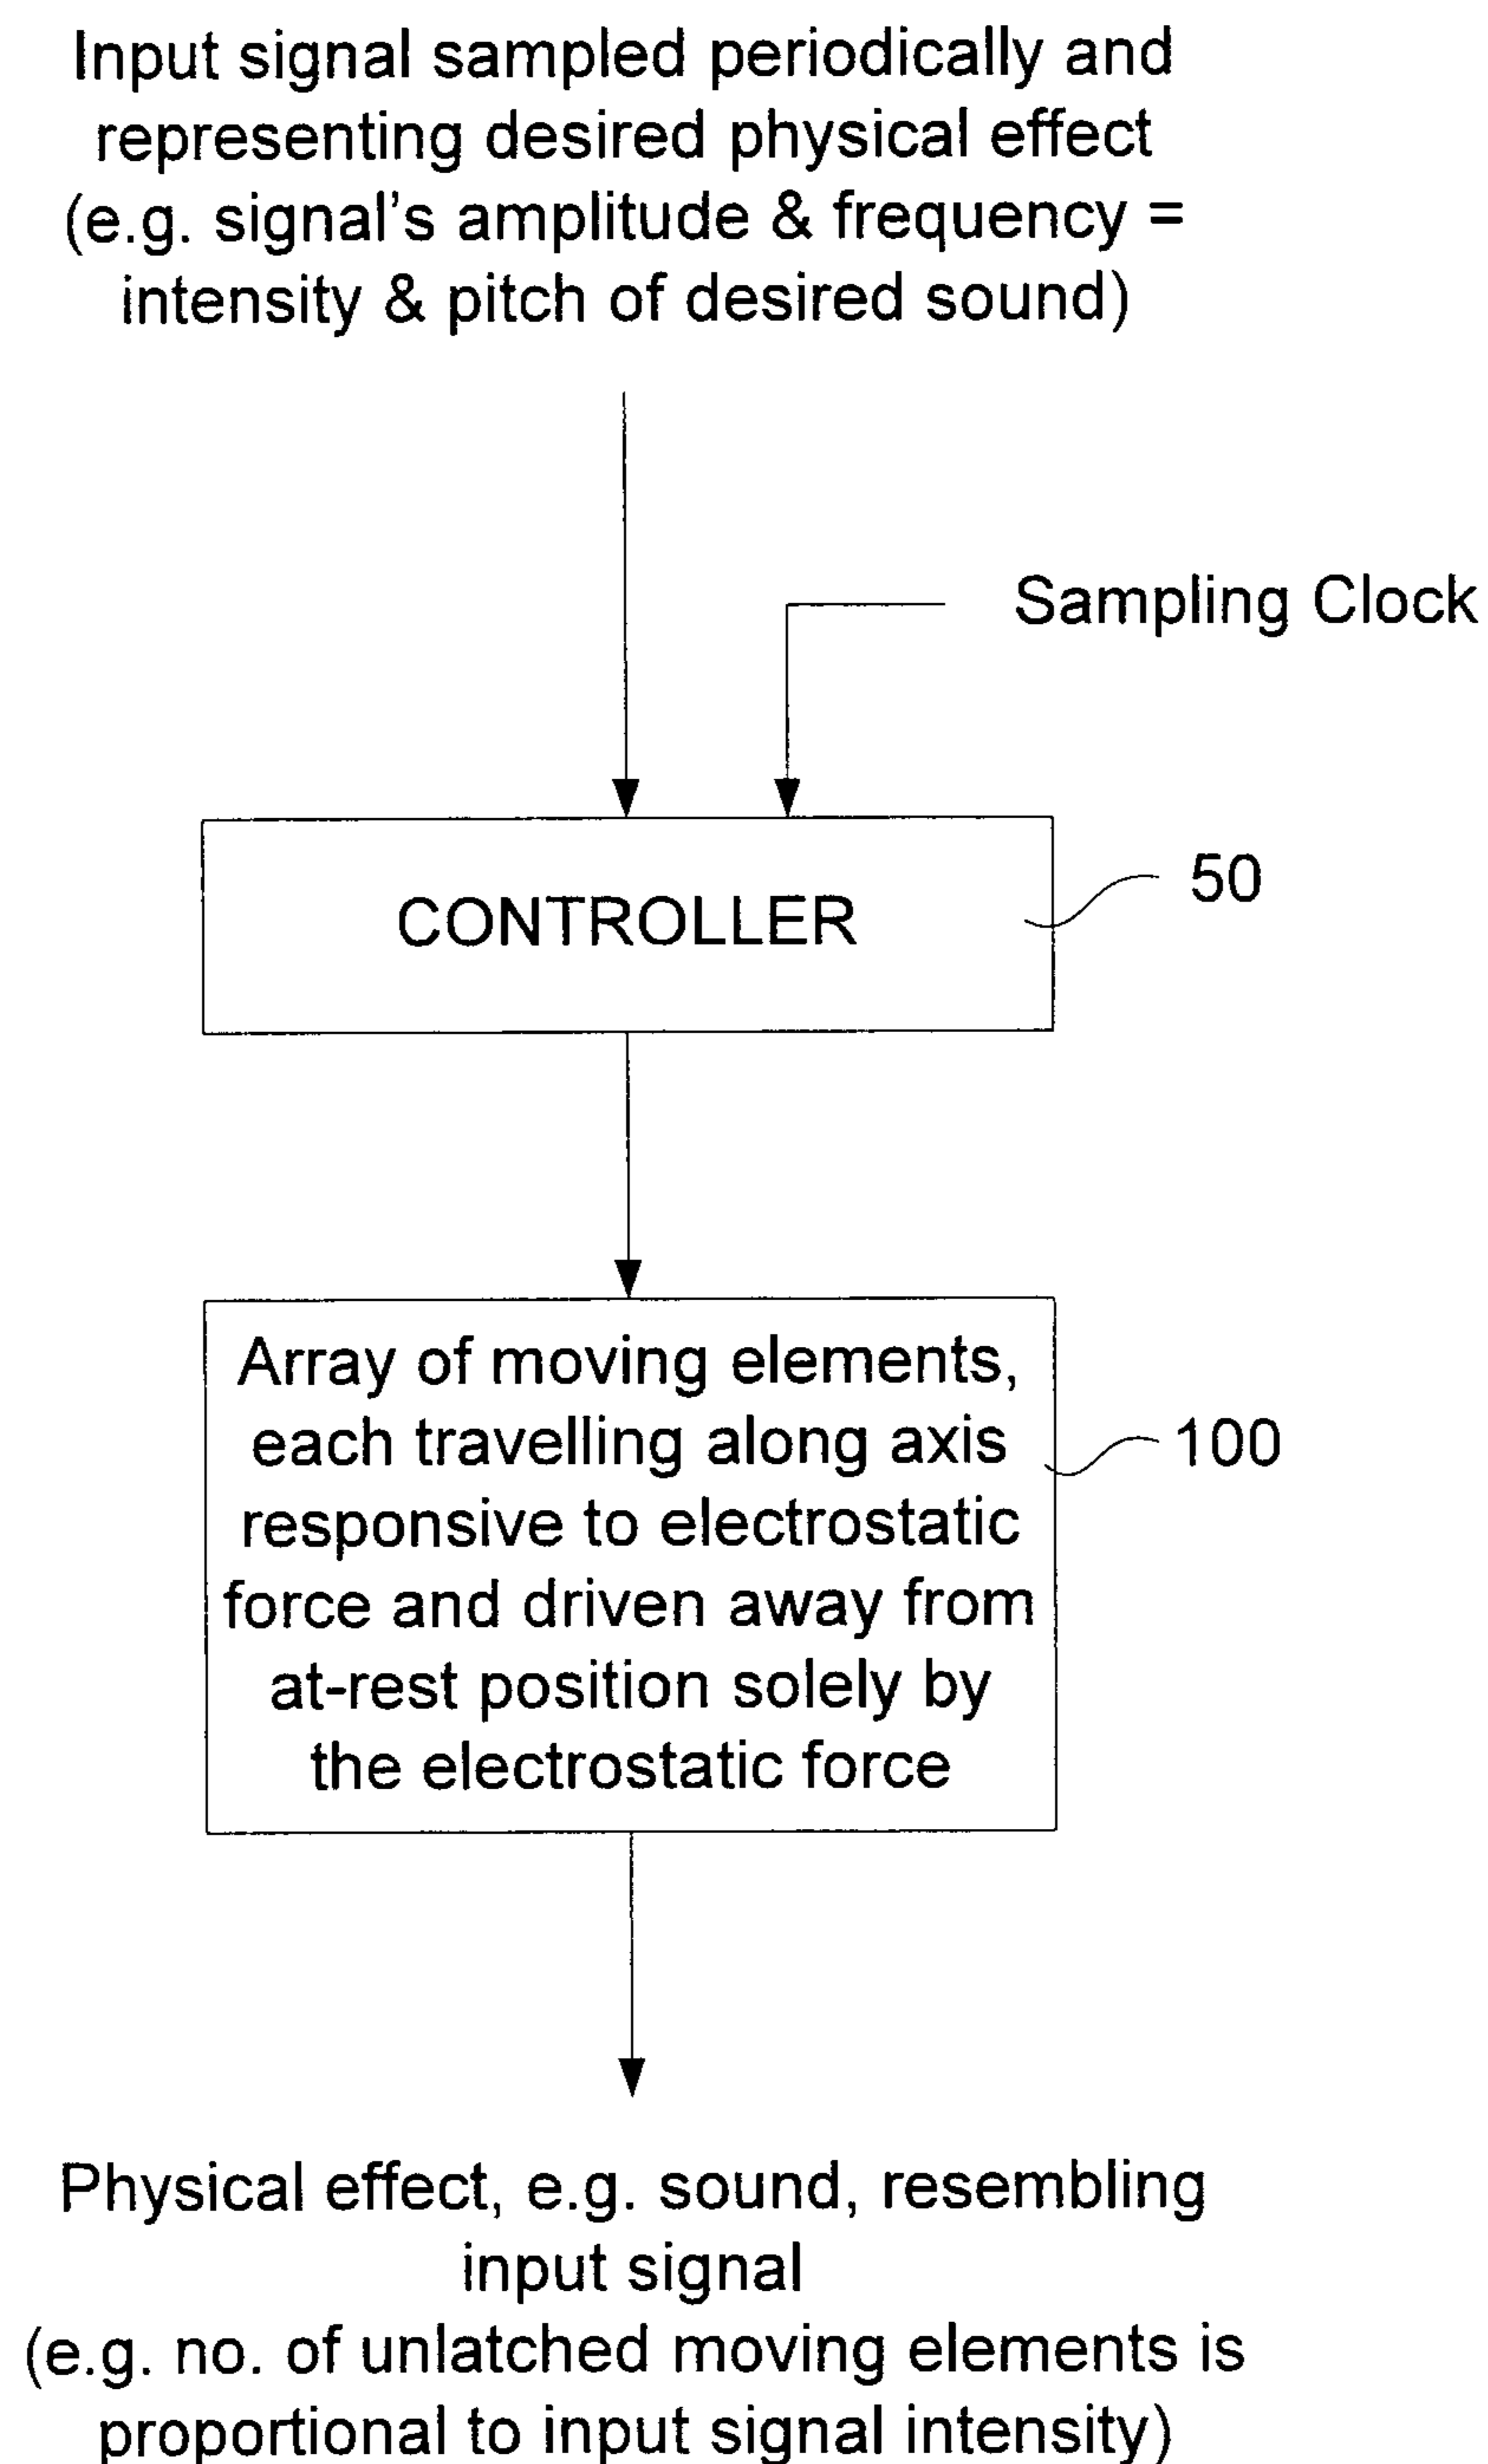 Input signal sampled periodically and
representing desired physical effect
(e.g. signal's amplitude & frequency =
intensity & pitch of desired sound)
Sampling Clock
CONTROLLER
50
Array of moving elements,
each travelling along axis
responsive to electrostatic
force and driven away from
at-rest position solely by
the electrostatic force
100
Physical effect, e.g. sound, resembling
input signal
(e.g. no. of unlatched moving elements is
proportional to input signal intensity)